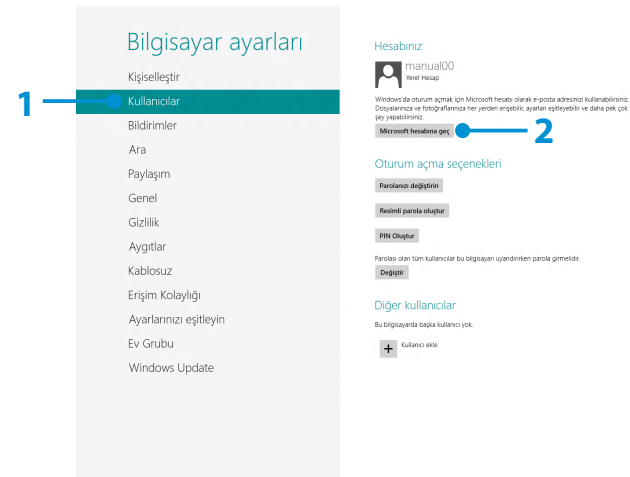 Bilgisayar ayarları
Kişiselleştir
1
Kullanıcılar
Bildirimler
Ara
Paylaşım
Genel
Gizlilik
Aygıtlar
Kablosuz
Erişim Kolaylığı
Ayarlarınızı eşitleyin
Ev Grubu
Windows Update
Hesabınız
manual00
Yerel Hesap
Windows'da oturum açmak için Microsoft hesabı olarak e-posta adresinizi kullanabilirsiniz.
Dosyalarınıza ve fotoğraflarınıza her yerden erişebilir, ayarları eşitleyebilir ve daha pek çok
şey yapabilirsiniz.
Microsoft hesabına geç
2
Oturum açma seçenekleri
Parolanızı değiştirin
Resimli parola oluştur
PIN Oluştur
Parolası olan tüm kullanıcılar bu bilgisayarı uyandırırken parola girmelidir.
Değiştir
Diğer kullanıcılar
Bu bilgisayarda başka kullanıcı yok.
Kullanıcı ekle